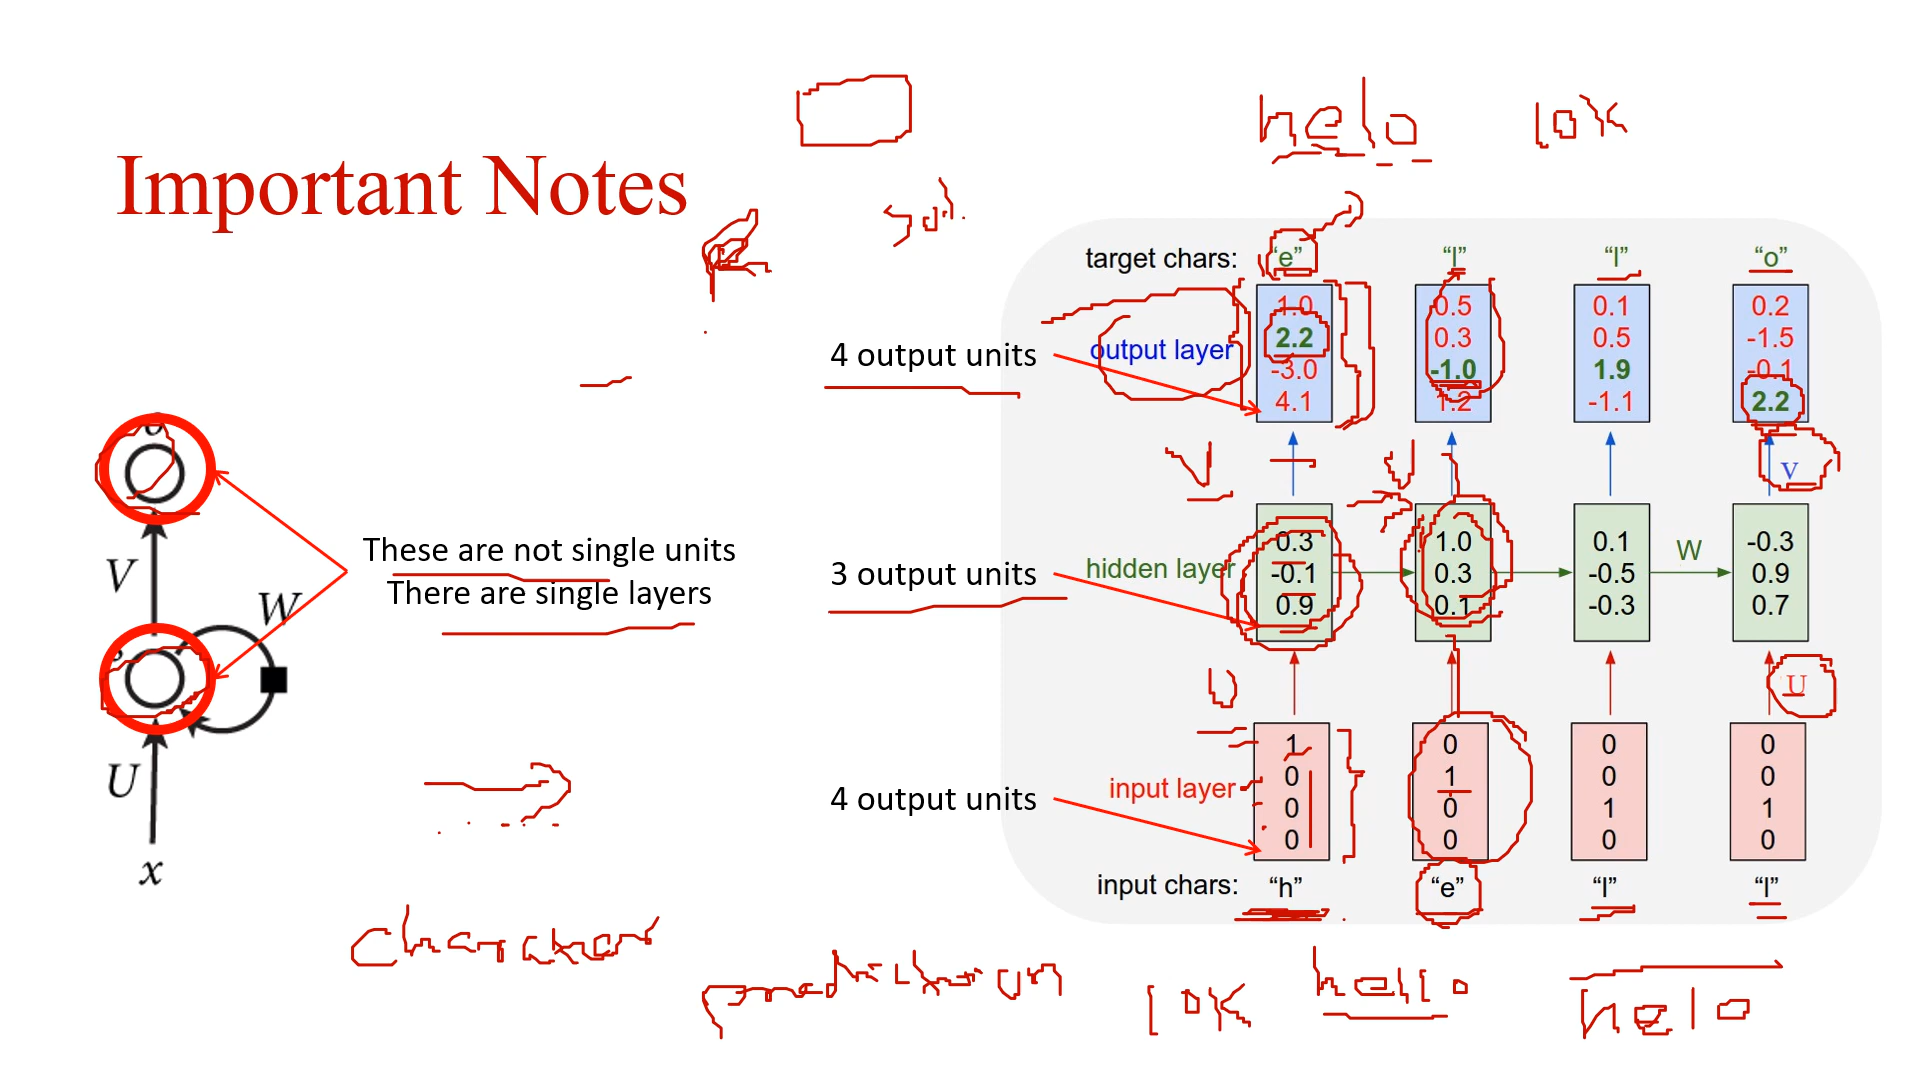 helo 10K
Important Notes
target chars: "e" "l" "l" "o"
1.0 0.5 0.1 0.2
2.2 0.3 0.5 -1.5
4 output units output layer
-3.0 -1.0 1.9 -0.1
4.1 1.2 -1.1 2.2
V V
o
These are not single units
There are single layers
V
W
0.3 1.0 0.1 -0.3
3 output units hidden layer -0.1 0.3 -0.5 W 0.9
0.9 0.1 -0.3 0.7
s
U U
U
x
1 0 0 0
0 1 0 0
4 output units input layer
0 0 1 1
0 0 0 0
input chars: "h" "e" "l" "l"
10K hello helo